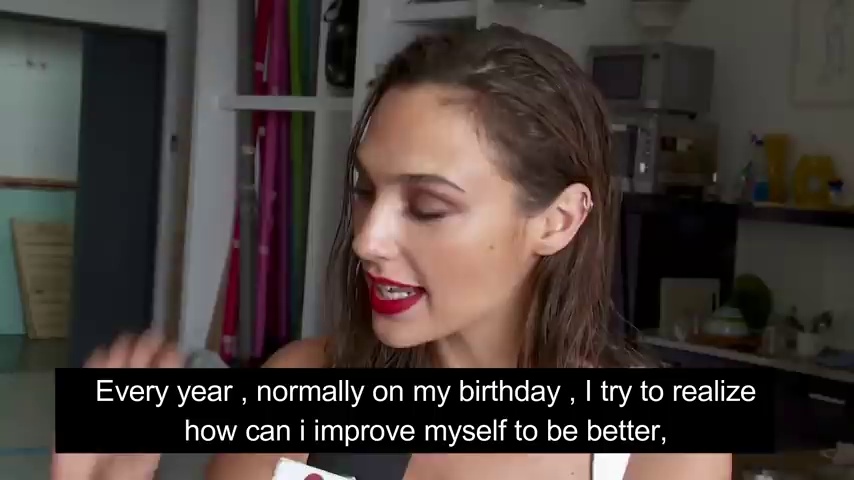 Every year , normally on my birthday , I try to realize
how can i improve myself to be better,